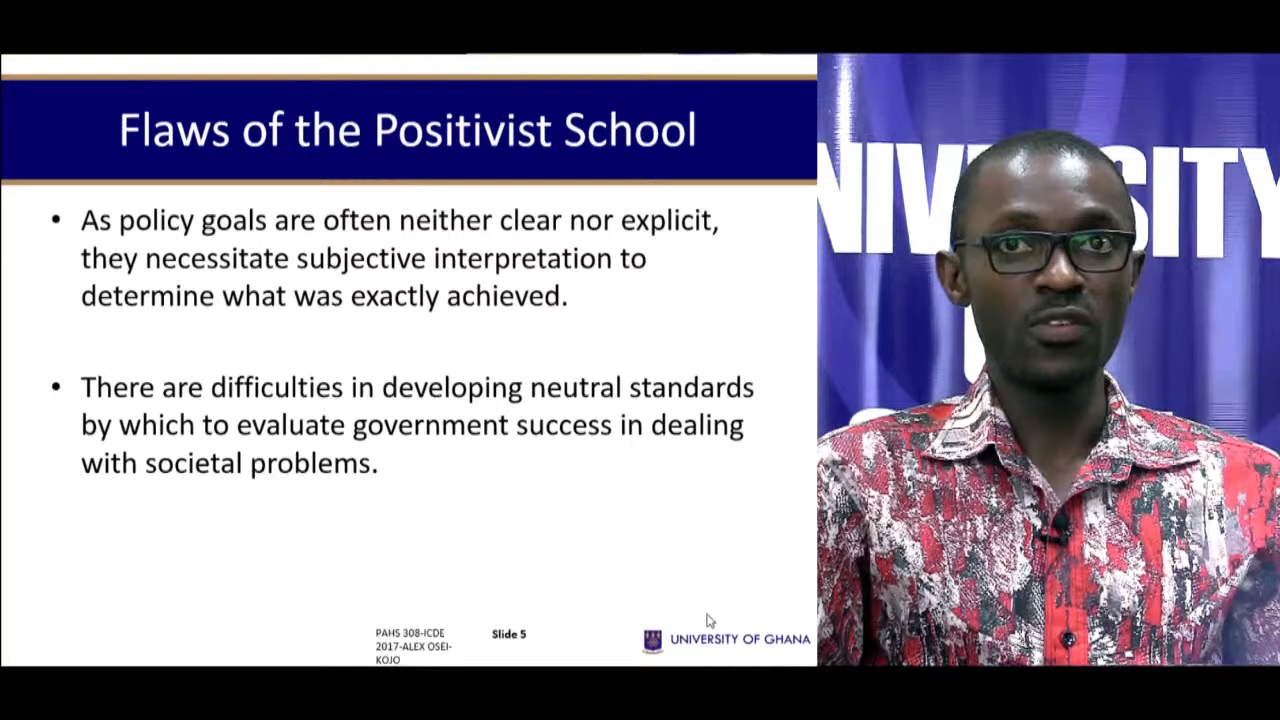 Flaws of the Positivist School
• As policy goals are often neither clear nor explicit,
they necessitate subjective interpretation to
determine what was exactly achieved.
• There are difficulties in developing neutral standards
by which to evaluate government success in dealing
with societal problems.
PAHS 308-ICDE
2017-ALEX OSEI-
KOJO
Slide 5
UNIVERSITY OF GHANA